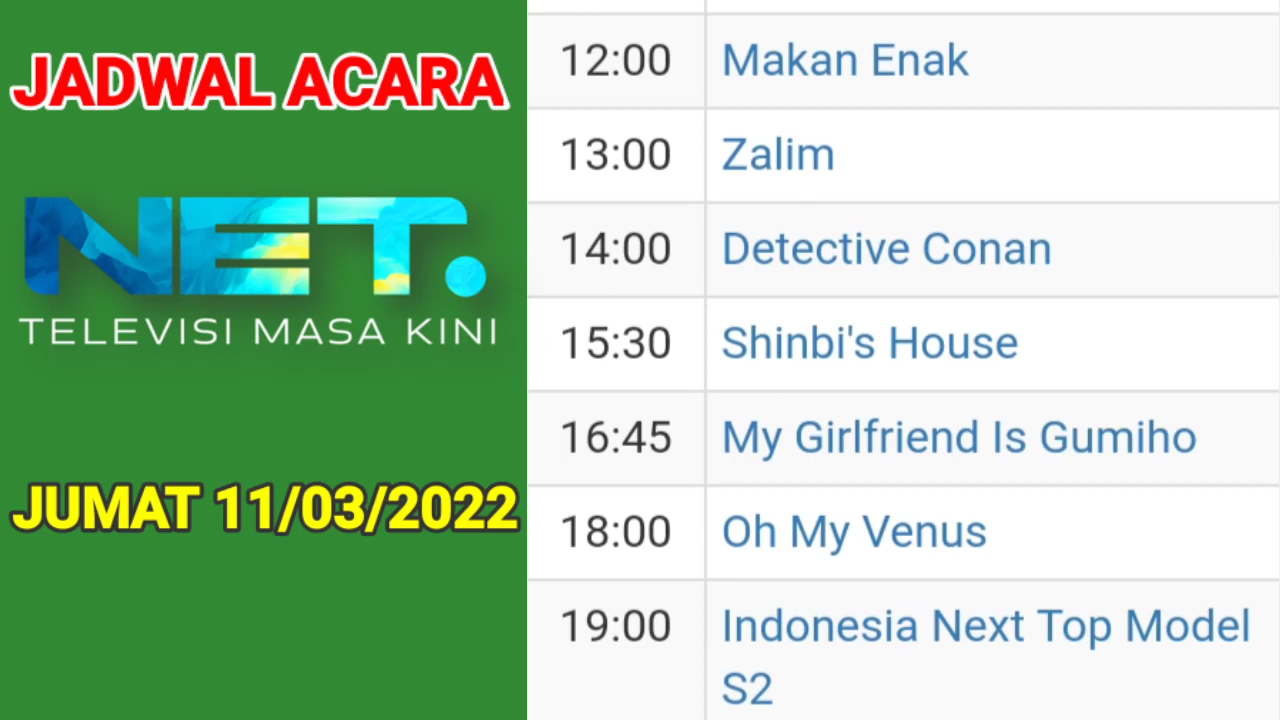 JADWAL ACARA
NET.
TELEVISI MASA KINI
JUMAT 11/03/2022
12:00 Makan Enak
13:00 Zalim
14:00 Detective Conan
15:30 Shinbi's House
16:45 My Girlfriend Is Gumiho
18:00 Oh My Venus
19:00 Indonesia Next Top Model
S2